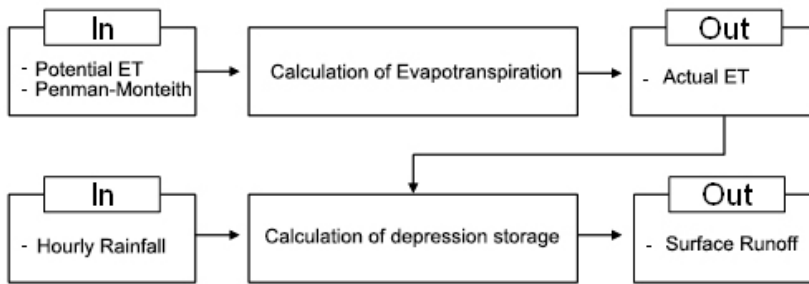 In
- Potential ET
- Penman-Monteith
Calculation of Evapotranspiration
Out
- Actual ET
In
- Hourly Rainfall
Calculation of depression storage
Out
- Surface Runoff